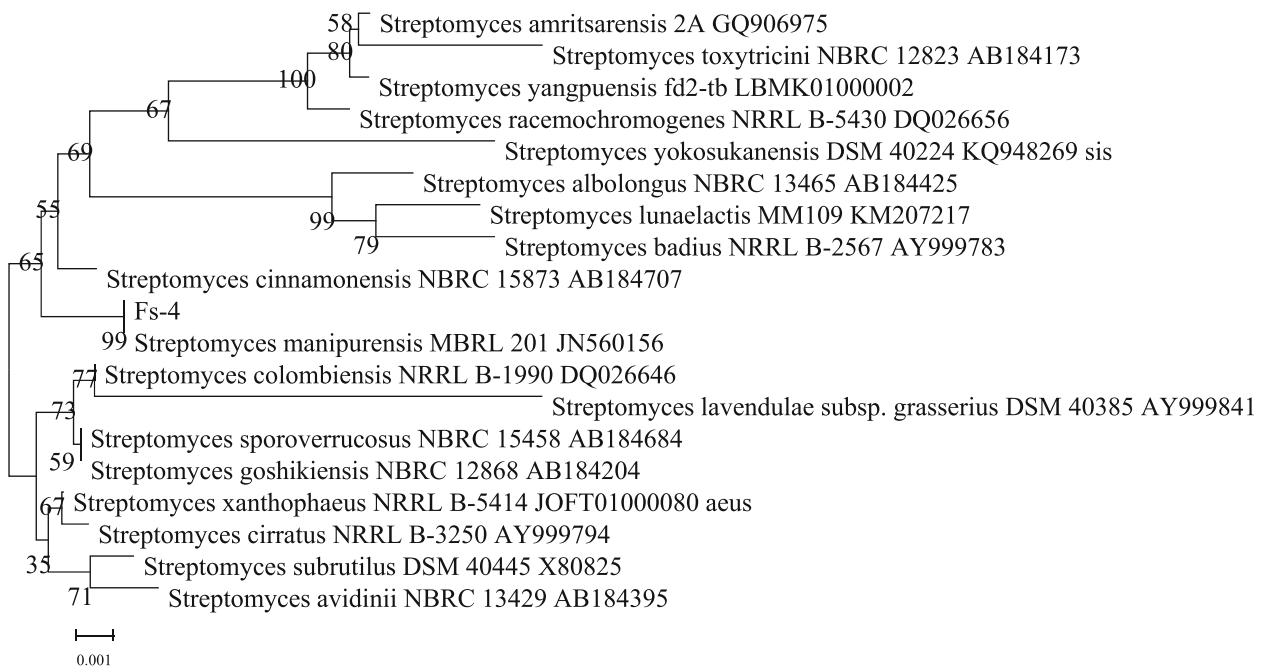 58 Streptomyces amritsarensis 2A GQ906975
80 Streptomyces toxytricini NBRC 12823 AB184173
100 Streptomyces yangpuensis fd2-tb LBMK01000002
67 Streptomyces racemochromogenes NRRL B-5430 DQ026656
69 Streptomyces yokosukanensis DSM 40224 KQ948269 sis
Streptomyces albolongus NBRC 13465 AB184425
55 99 Streptomyces lunaelactis MM109 KM207217
79 Streptomyces badius NRRL B-2567 AY999783
65 Streptomyces cinnamonensis NBRC 15873 AB184707
Fs-4
99 Streptomyces manipurensis MBRL 201 JN560156
77 Streptomyces colombiensis NRRL B-1990 DQ026646
73 Streptomyces lavendulae subsp. grasserius DSM 40385 AY999841
Streptomyces sporoverrucosus NBRC 15458 AB184684
59 Streptomyces goshikiensis NBRC 12868 AB184204
67 Streptomyces xanthophaeus NRRL B-5414 JOFT01000080 aeus
Streptomyces cirratus NRRL B-3250 AY999794
35 Streptomyces subrutilus DSM 40445 X80825
71 Streptomyces avidinii NBRC 13429 AB184395
0.001